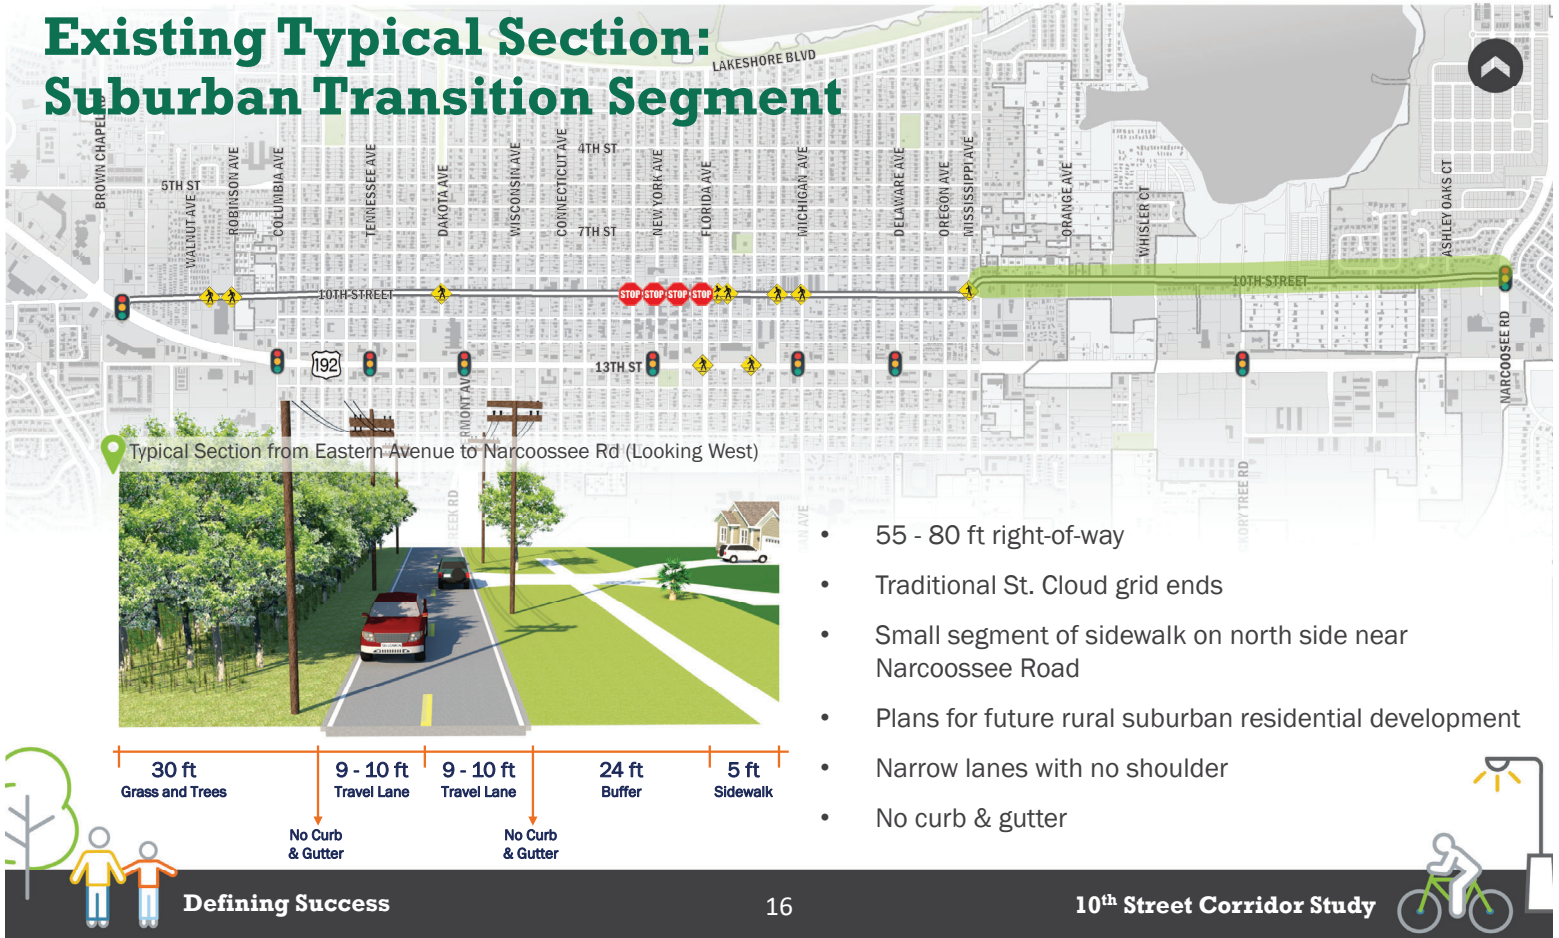 Existing Typical Section:
Suburban Transition Segment
LAKESHORE BLVD
BROWN CHAPEL RD
5TH ST
WALNUT AVE
ROBINSON AVE
COLUMBIA AVE
TENNESSEE AVE
DAKOTA AVE
WISCONSIN AVE
CONNECTICUT AVE
4TH ST
7TH ST
NEW YORK AVE
FLORIDA AVE
MICHIGAN AVE
DELAWARE AVE
OREGON AVE
MISSISSIPPI AVE
ORANGE AVE
WHISLER CT
ASHLEY OAKS CT
10TH STREET
STOP STOP STOP STOP
10TH STREET
192
13TH ST
NARCOOSEE RD
Typical Section from Eastern Avenue to Narcoossee Rd (Looking West)
30 ft
Grass and Trees
9 - 10 ft
Travel Lane
9 - 10 ft
Travel Lane
24 ft
Buffer
5 ft
Sidewalk
No Curb
& Gutter
No Curb
& Gutter
• 55 - 80 ft right-of-way
• Traditional St. Cloud grid ends
• Small segment of sidewalk on north side near
Narcoossee Road
• Plans for future rural suburban residential development
• Narrow lanes with no shoulder
• No curb & gutter
Defining Success
16
10th Street Corridor Study